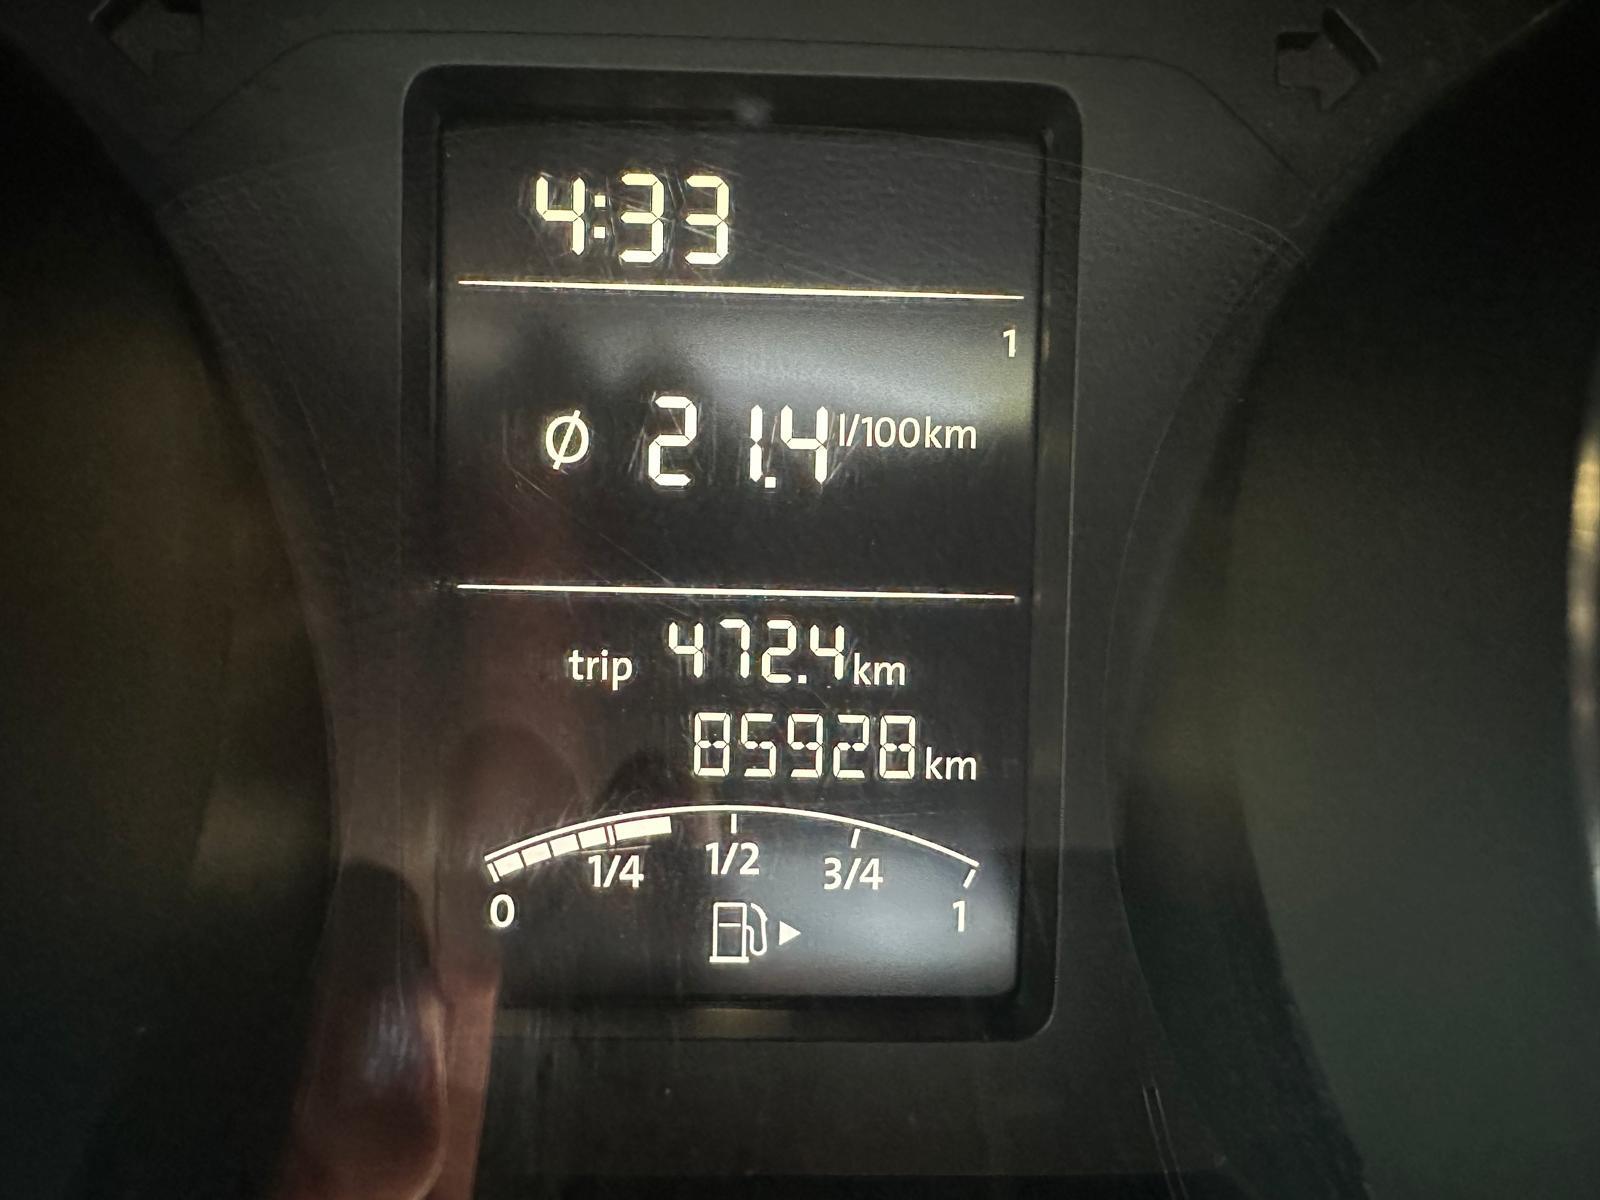 4:33
1
Ø 21.4 l/100km
trip 472.4 km
85928 km
0 1/4 1/2 3/4 1